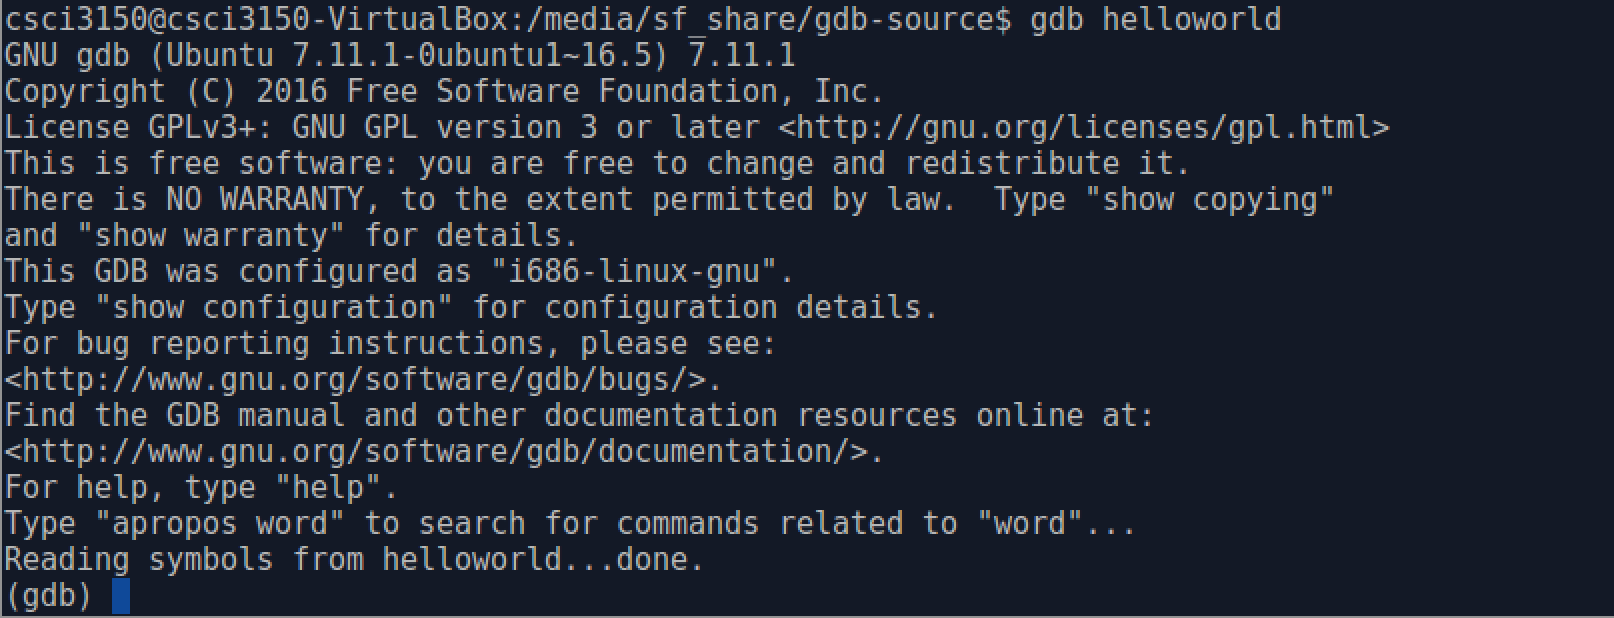 csci3150@csci3150-VirtualBox:/media/sf_share/gdb-source$ gdb helloworld
GNU gdb (Ubuntu 7.11.1-0ubuntu1~16.5) 7.11.1
Copyright (C) 2016 Free Software Foundation, Inc.
License GPLv3+: GNU GPL version 3 or later <http://gnu.org/licenses/gpl.html>
This is free software: you are free to change and redistribute it.
There is NO WARRANTY, to the extent permitted by law.  Type "show copying"
and "show warranty" for details.
This GDB was configured as "i686-linux-gnu".
Type "show configuration" for configuration details.
For bug reporting instructions, please see:
<http://www.gnu.org/software/gdb/bugs/>.
Find the GDB manual and other documentation resources online at:
<http://www.gnu.org/software/gdb/documentation/>.
For help, type "help".
Type "apropos word" to search for commands related to "word"...
Reading symbols from helloworld...done.
(gdb)